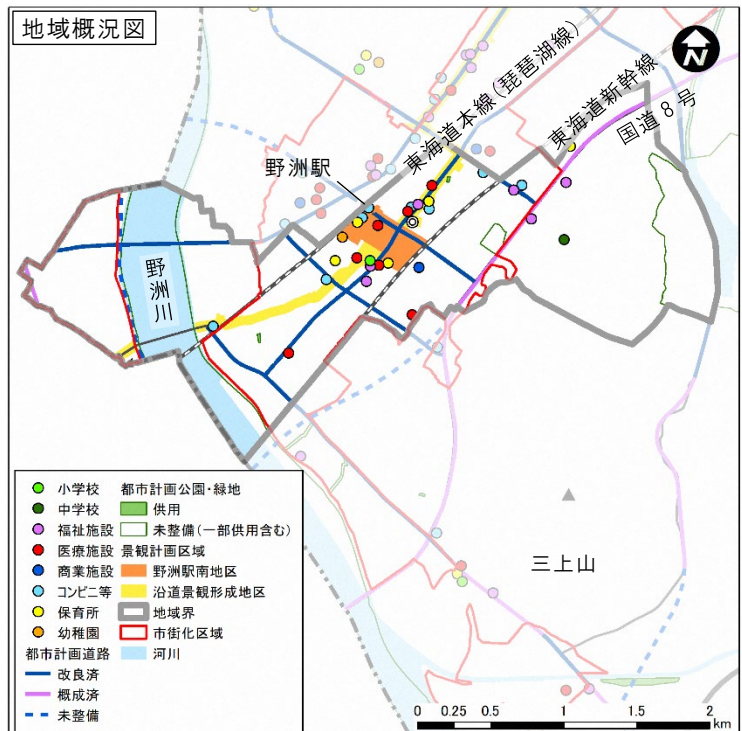 地域概況図
N
東海道本線(琵琶湖線)
東海道新幹線
国道8号
野洲駅
野洲川
三上山
小学校
中学校
福祉施設
医療施設
商業施設
コンビニ等
保育所
幼稚園
都市計画道路
改良済
概成済
未整備
都市計画公園・緑地
供用
未整備(一部供用含む)
景観計画区域
野洲駅南地区
沿道景観形成地区
地域界
市街化区域
河川
0 0.25 0.5 1 1.5 2
km